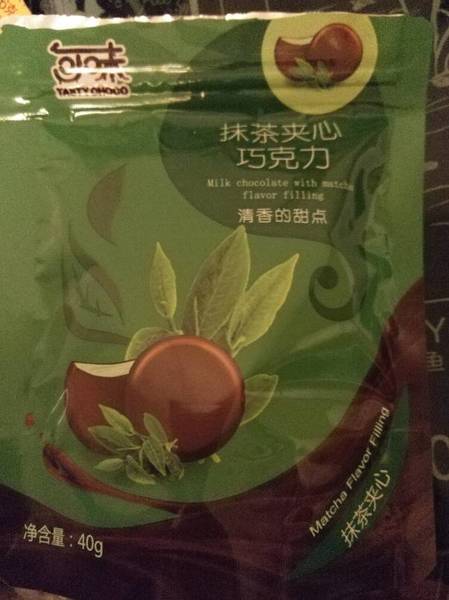 TASTY CHOCO
抹茶夹心
巧克力
Milk chocolate with matcha
flavor filling
清香的甜点
Matcha Flavor Filling
抹茶夹心
净含量：40g